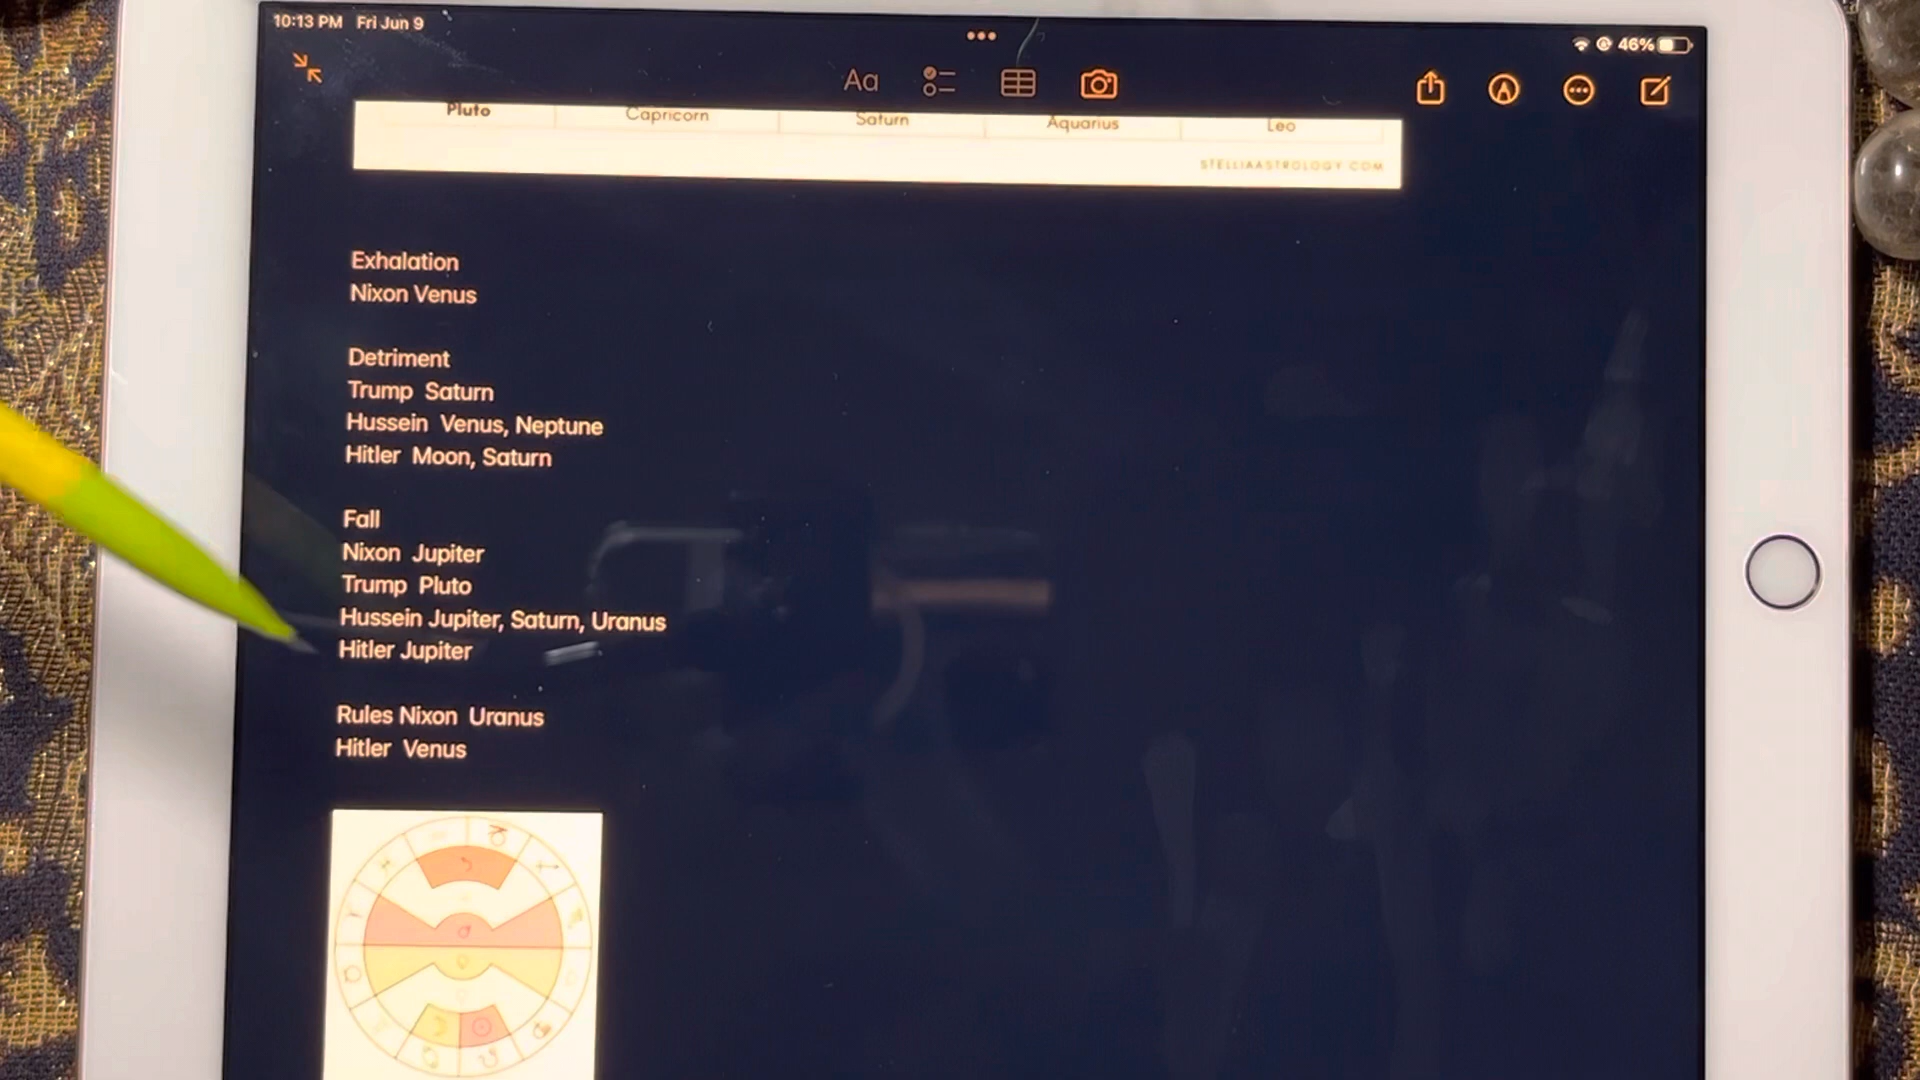 10:13 PM Fri Jun 9
46%
Aa
Pluto Capricorn Saturn Aquarius Leo
STELLIAASTROLOGY.COM
Exhalation
Nixon Venus
Detriment
Trump Saturn
Hussein Venus, Neptune
Hitler Moon, Saturn
Fall
Nixon Jupiter
Trump Pluto
Hussein Jupiter, Saturn, Uranus
Hitler Jupiter
Rules Nixon Uranus
Hitler Venus